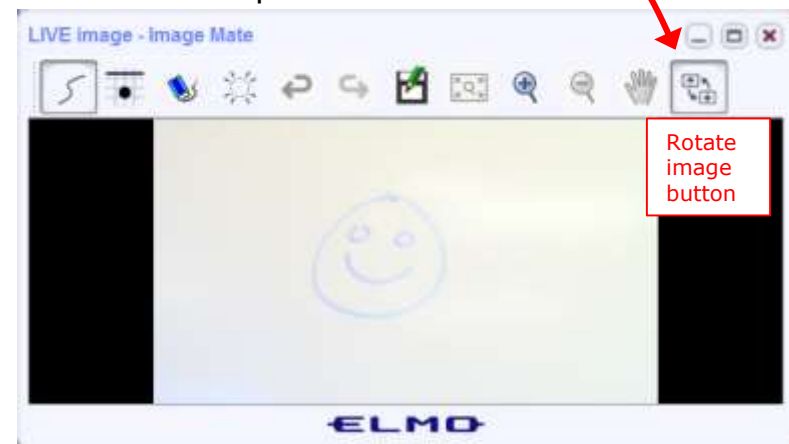 LIVE image - Image Mate
Rotate
image
button
ELMO